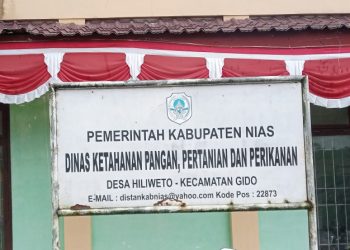 PEMERINTAH KABUPATEN NIAS
DINAS KETAHANAN PANGAN, PERTANIAN DAN PERIKANAN
DESA HILIWETO - KECAMATAN GIDO
E-MAIL : distankabnias@yahoo.com Kode Pos : 22873